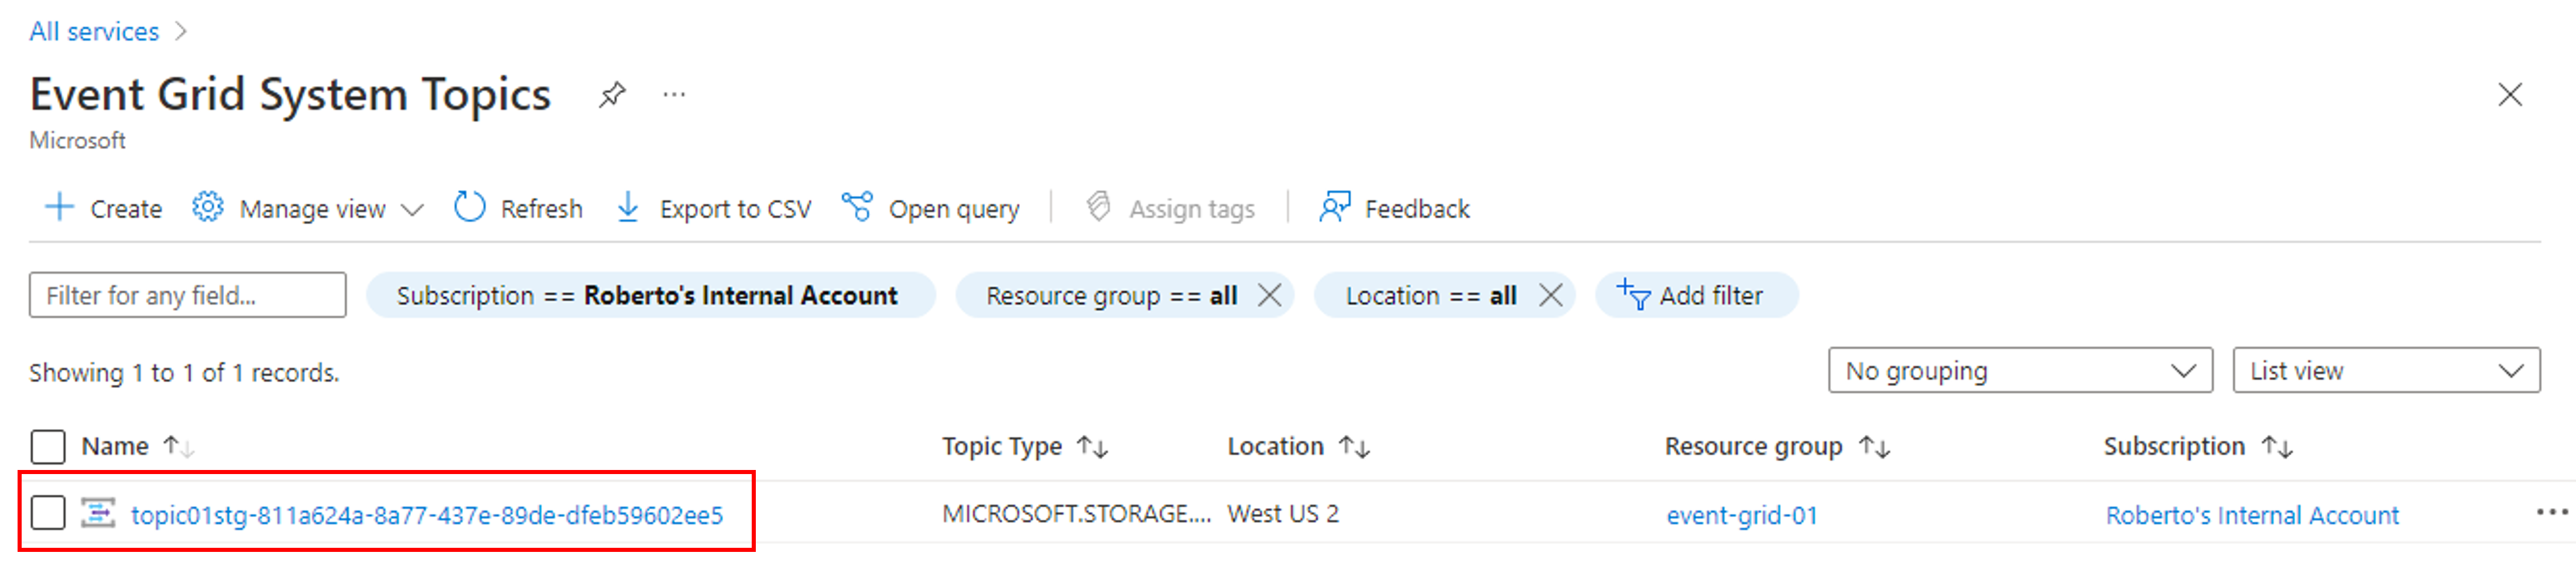 All services
Event Grid System Topics ...
Microsoft
Create Manage view Refresh Export to CSV Open query Assign tags Feedback
Filter for any field... Subscription == Roberto's Internal Account Resource group == all Location == all Add filter
Showing 1 to 1 of 1 records. No grouping List view
Name Topic Type Location Resource group Subscription
topic01stg-811a624a-8a77-437e-89de-dfeb59602ee5 MICROSOFT.STORAGE.... West US 2 event-grid-01 Roberto's Internal Account ...